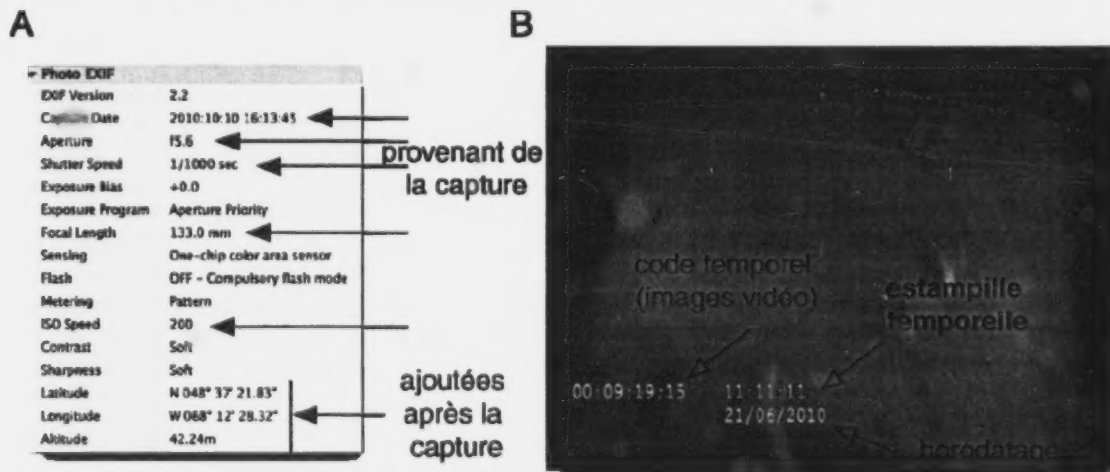 A
Photo EXIF
EXIF Version 2.2
Capture Date 2010:10:10 16:13:45
Aperture f5.6
Shutter Speed 1/1000 sec
Exposure Bias +0.0
Exposure Program Aperture Priority
Focal Length 133.0 mm
Sensing One-chip color area sensor
Flash OFF – Compulsory flash mode
Metering Pattern
ISO Speed 200
Contrast Soft
Sharpness Soft
Latitude N 048° 37' 21.83"
Longitude W 068° 12' 28.32"
Altitude 42.24m
provenant de
la capture
ajoutées
après la
capture
B
code temporel
(images vidéo)
estampille
temporelle
00:09:19:15 11:11:11
21/06/2010
horodatage